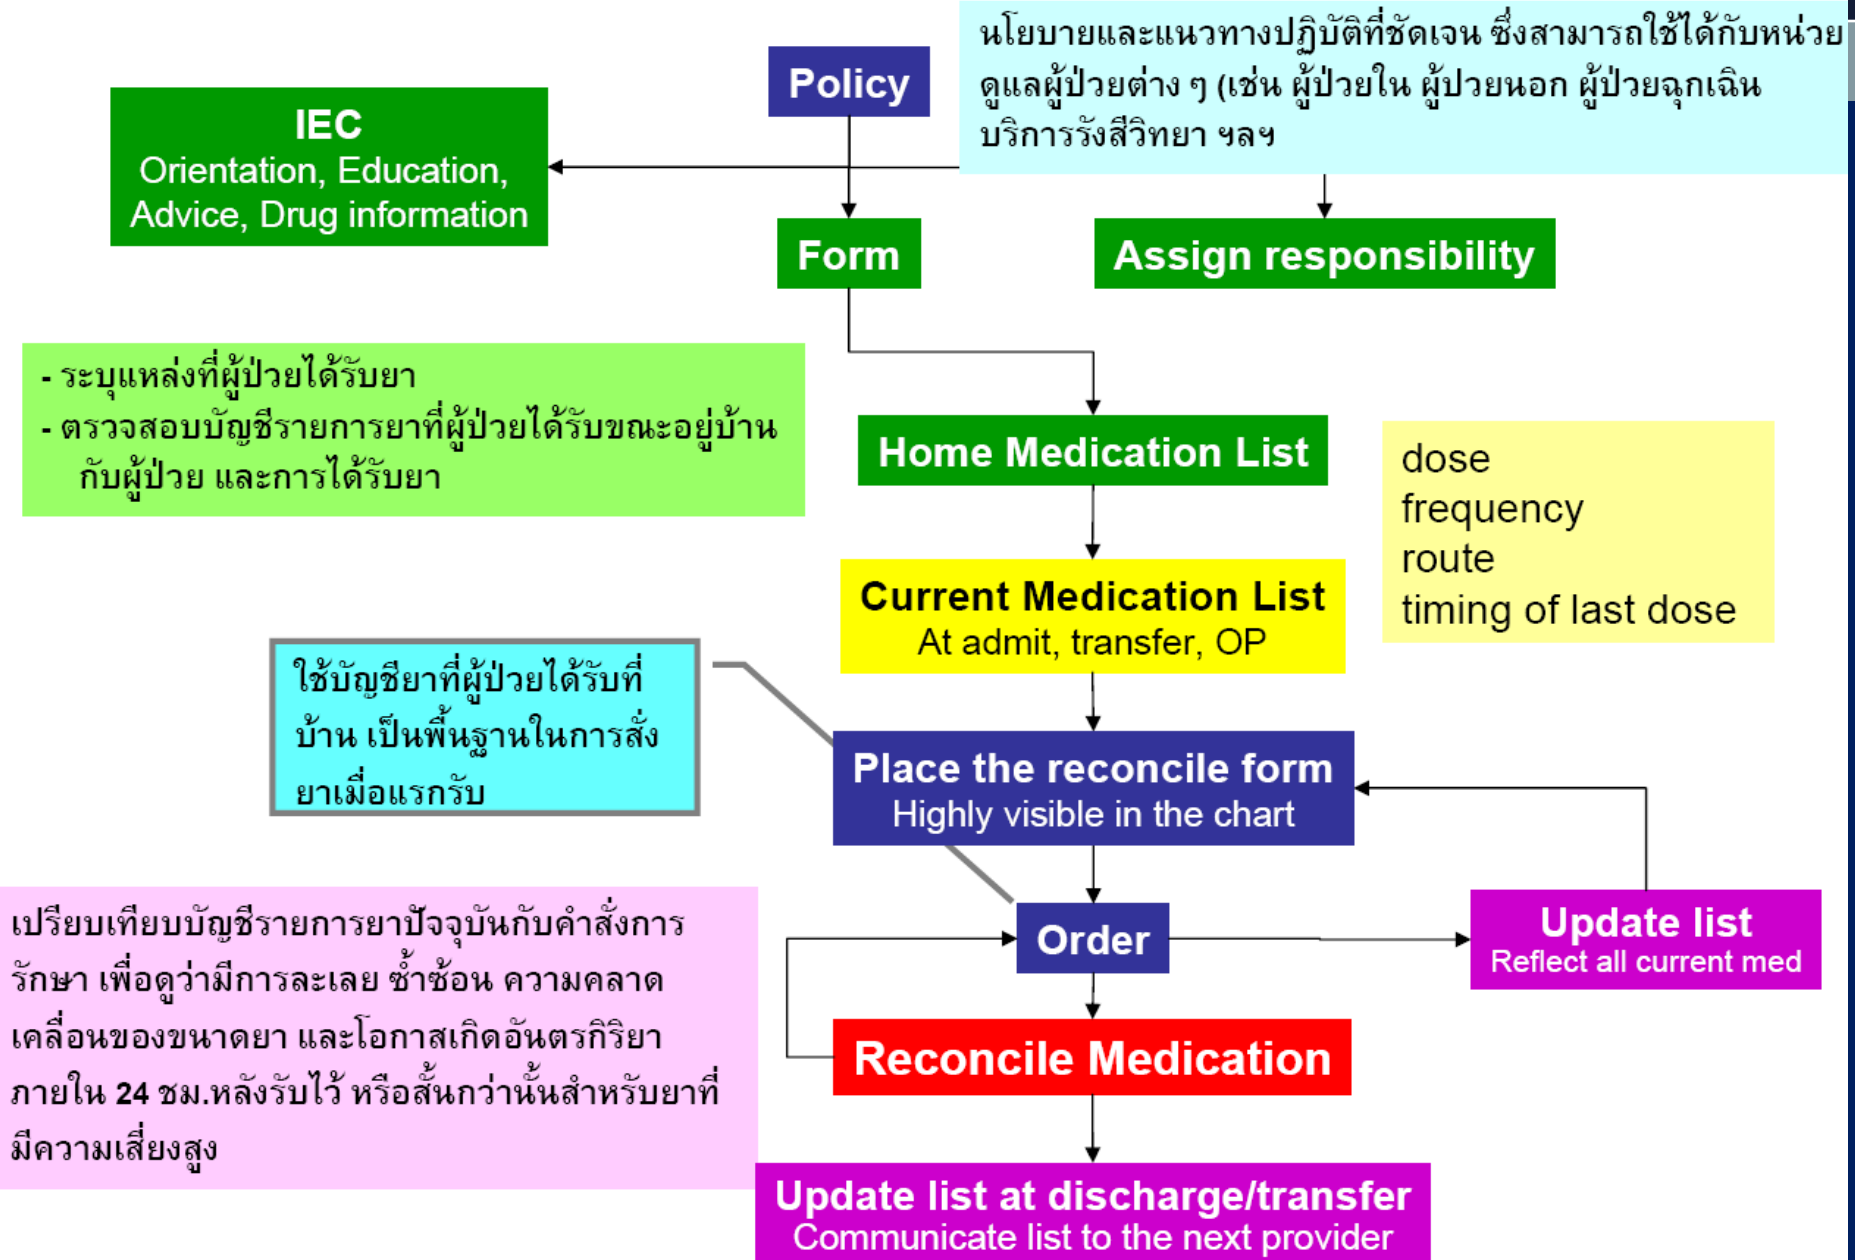 นโยบายและแนวทางปฏิบัติที่ชัดเจน ซึ่งสามารถใช้ได้กับหน่วย
ดูแลผู้ป่วยต่าง ๆ (เช่น ผู้ป่วยใน ผู้ปวยนอก ผู้ป่วยฉุกเฉิน
บริการรังสีวิทยา ฯลฯ
Policy
IEC
Orientation, Education,
Advice, Drug information
Form
Assign responsibility
- ระบุแหล่งที่ผู้ป่วยได้รับยา
- ตรวจสอบบัญชีรายการยาที่ผู้ป่วยได้รับขณะอยู่บ้าน
กับผู้ป่วย และการได้รับยา
Home Medication List
dose
frequency
route
timing of last dose
Current Medication List
At admit, transfer, OP
ใช้บัญชียาที่ผู้ป่วยได้รับที่
บ้าน เป็นพื้นฐานในการสั่ง
ยาเมื่อแรกรับ
Place the reconcile form
Highly visible in the chart
เปรียบเทียบบัญชีรายการยาปัจจุบันกับคำสั่งการ
รักษา เพื่อดูว่ามีการละเลย ซ้ำซ้อน ความคลาด
เคลื่อนของขนาดยา และโอกาสเกิดอันตรกิริยา
ภายใน 24 ชม.หลังรับไว้ หรือสั้นกว่านั้นสำหรับยาที่
มีความเสี่ยงสูง
Order
Update list
Reflect all current med
Reconcile Medication
Update list at discharge/transfer
Communicate list to the next provider